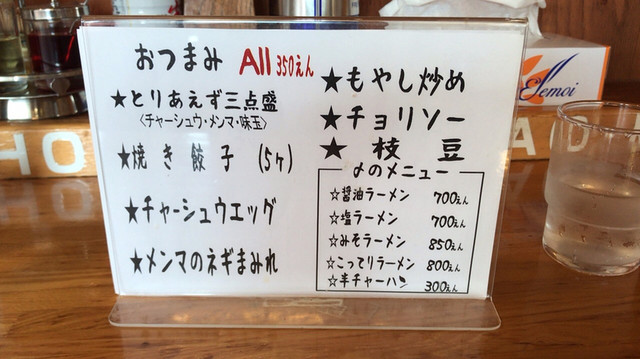 おつまみ All 350えん
★とりあえず三点盛
〈チャーシュウ・メンマ・味玉〉
★焼き餃子 (5ヶ)
★チャーシュウエッグ
★メンマのネギまみれ
★もやし炒め
★チョリソー
★枝豆
〆のメニュー
☆醤油ラーメン 700えん
☆塩ラーメン 700えん
☆みそラーメン 850えん
☆こってりラーメン 800えん
☆半チャーハン 300えん
Ellemoi
HO